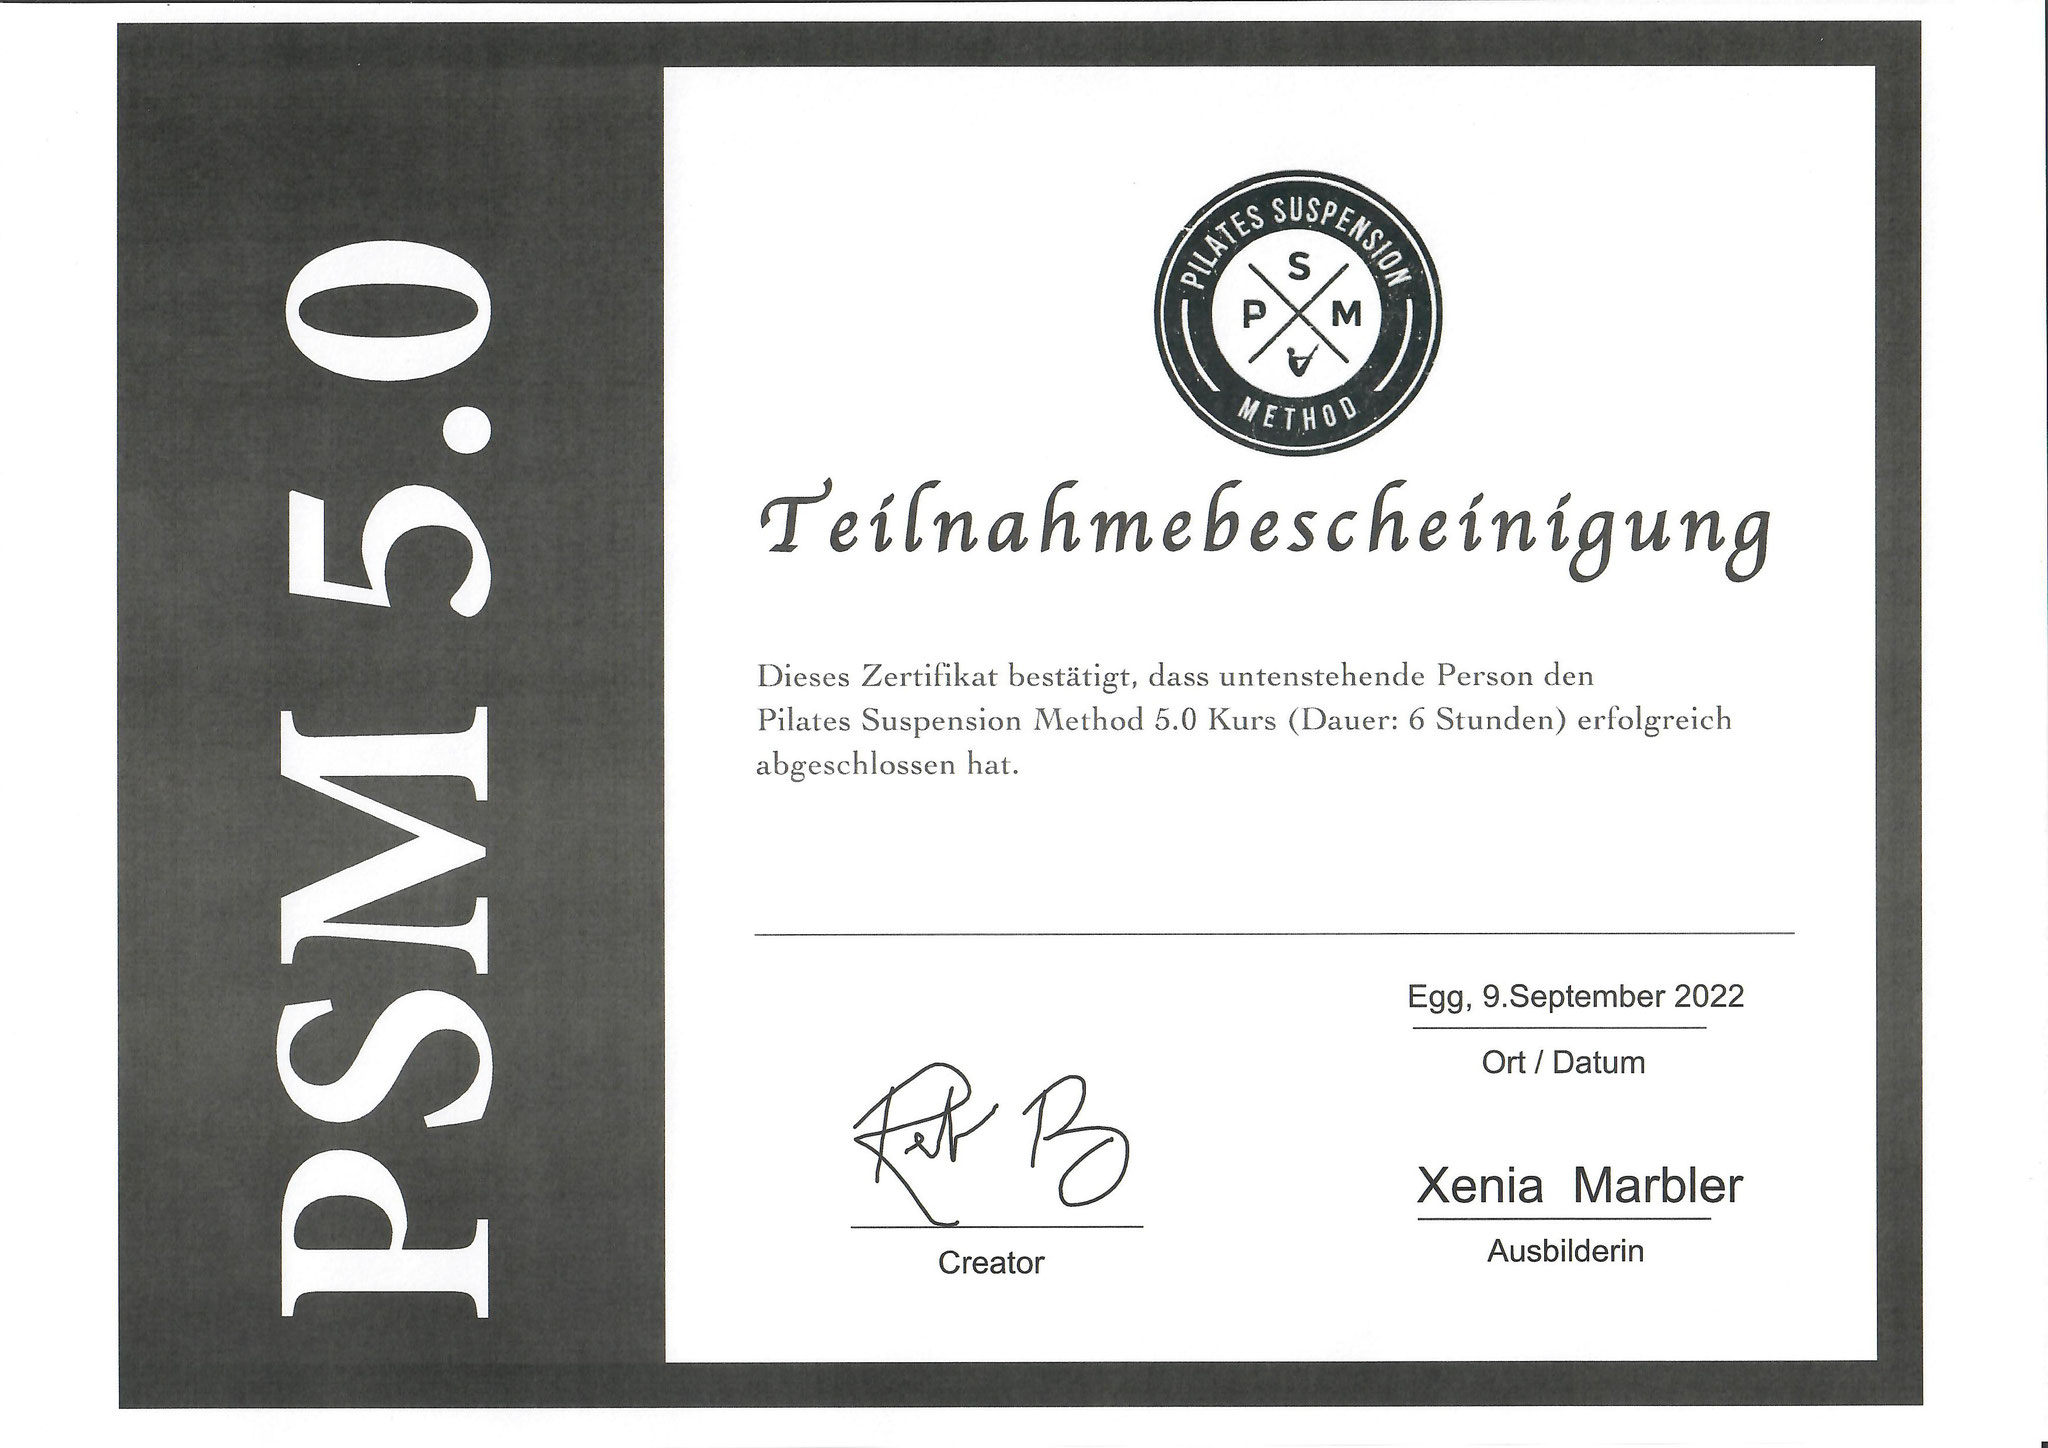 PSM 5.0
PILATES SUSPENSION
S
P M
METHOD
Teilnahmebescheinigung
Dieses Zertifikat bestätigt, dass untenstehende Person den
Pilates Suspension Method 5.0 Kurs (Dauer: 6 Stunden) erfolgreich
abgeschlossen hat.
Egg, 9.September 2022
Ort / Datum
Xenia Marbler
Creator
Ausbilderin